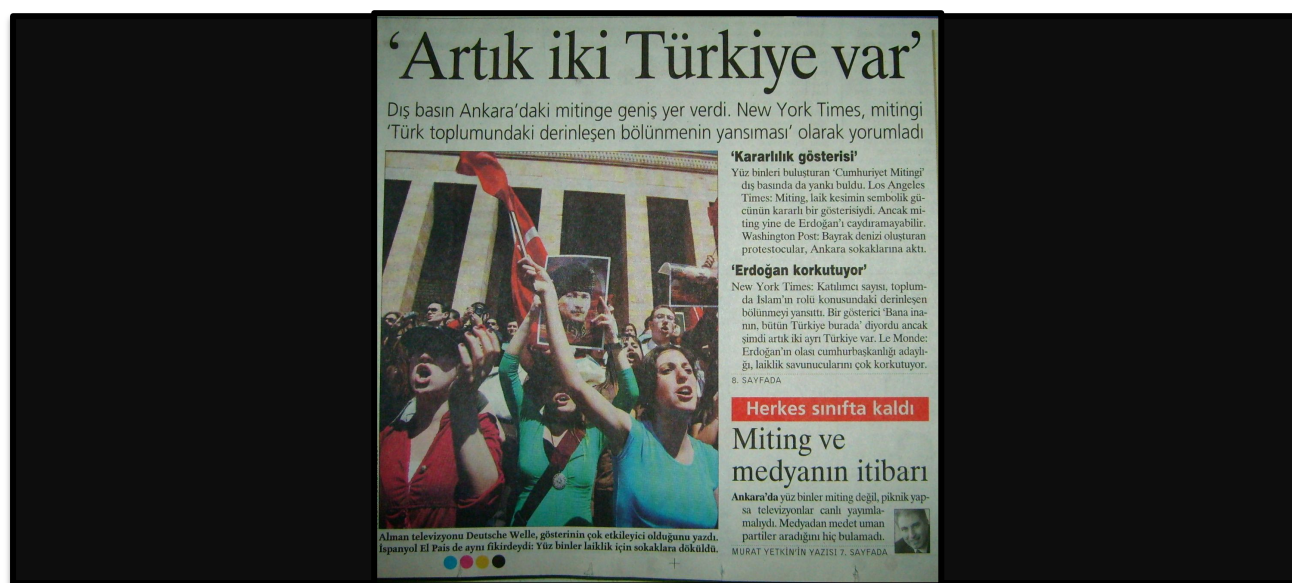 ‘Artık iki Türkiye var’
Dış basın Ankara’daki mitinge geniş yer verdi. New York Times, mitingi
‘Türk toplumundaki derinleşen bölünmenin yansıması’ olarak yorumladı
‘Kararlılık gösterisi’
Yüz binleri buluşturan ‘Cumhuriyet Mitingi’
dış basında da yankı buldu. Los Angeles
Times: Miting, laik kesimin sembolik gü-
cünün kararlı bir gösterisiydi. Ancak mi-
ting yine de Erdoğan’ı caydıramayabilir.
Washington Post: Bayrak denizi oluşturan
protestocular, Ankara sokaklarına aktı.
‘Erdoğan korkutuyor’
New York Times: Katılımcı sayısı, toplum-
da İslam’ın rolü konusundaki derinleşen
bölünmeyi yansıttı. Bir gösterici ‘Bana ina-
nın, bütün Türkiye burada’ diyordu ancak
şimdi artık iki ayrı Türkiye var. Le Monde:
Erdoğan’ın olası cumhurbaşkanlığı adaylı-
ğı, laiklik savunucularını çok korkutuyor.
8. SAYFADA
Herkes sınıfta kaldı
Miting ve
medyanın itibarı
Ankara’da yüz binler miting değil, piknik yap-
sa televizyonlar canlı yayımla-
malıydı. Medyadan medet uman
partiler aradığını hiç bulamadı.
MURAT YETKİN’İN YAZISI 7. SAYFADA
Alman televizyonu Deutsche Welle, gösterinin çok etkileyici olduğunu yazdı.
İspanyol El Pais de aynı fikirdeydi: Yüz binler laiklik için sokaklara döküldü.